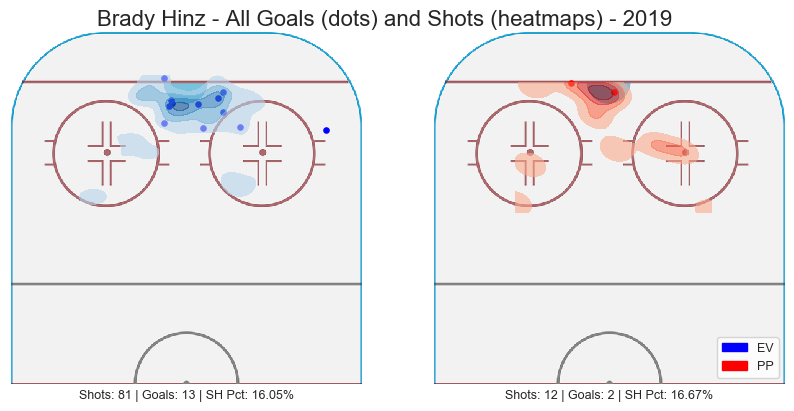 Brady Hinz - All Goals (dots) and Shots (heatmaps) - 2019
EV
PP
Shots: 81 | Goals: 13 | SH Pct: 16.05%
Shots: 12 | Goals: 2 | SH Pct: 16.67%